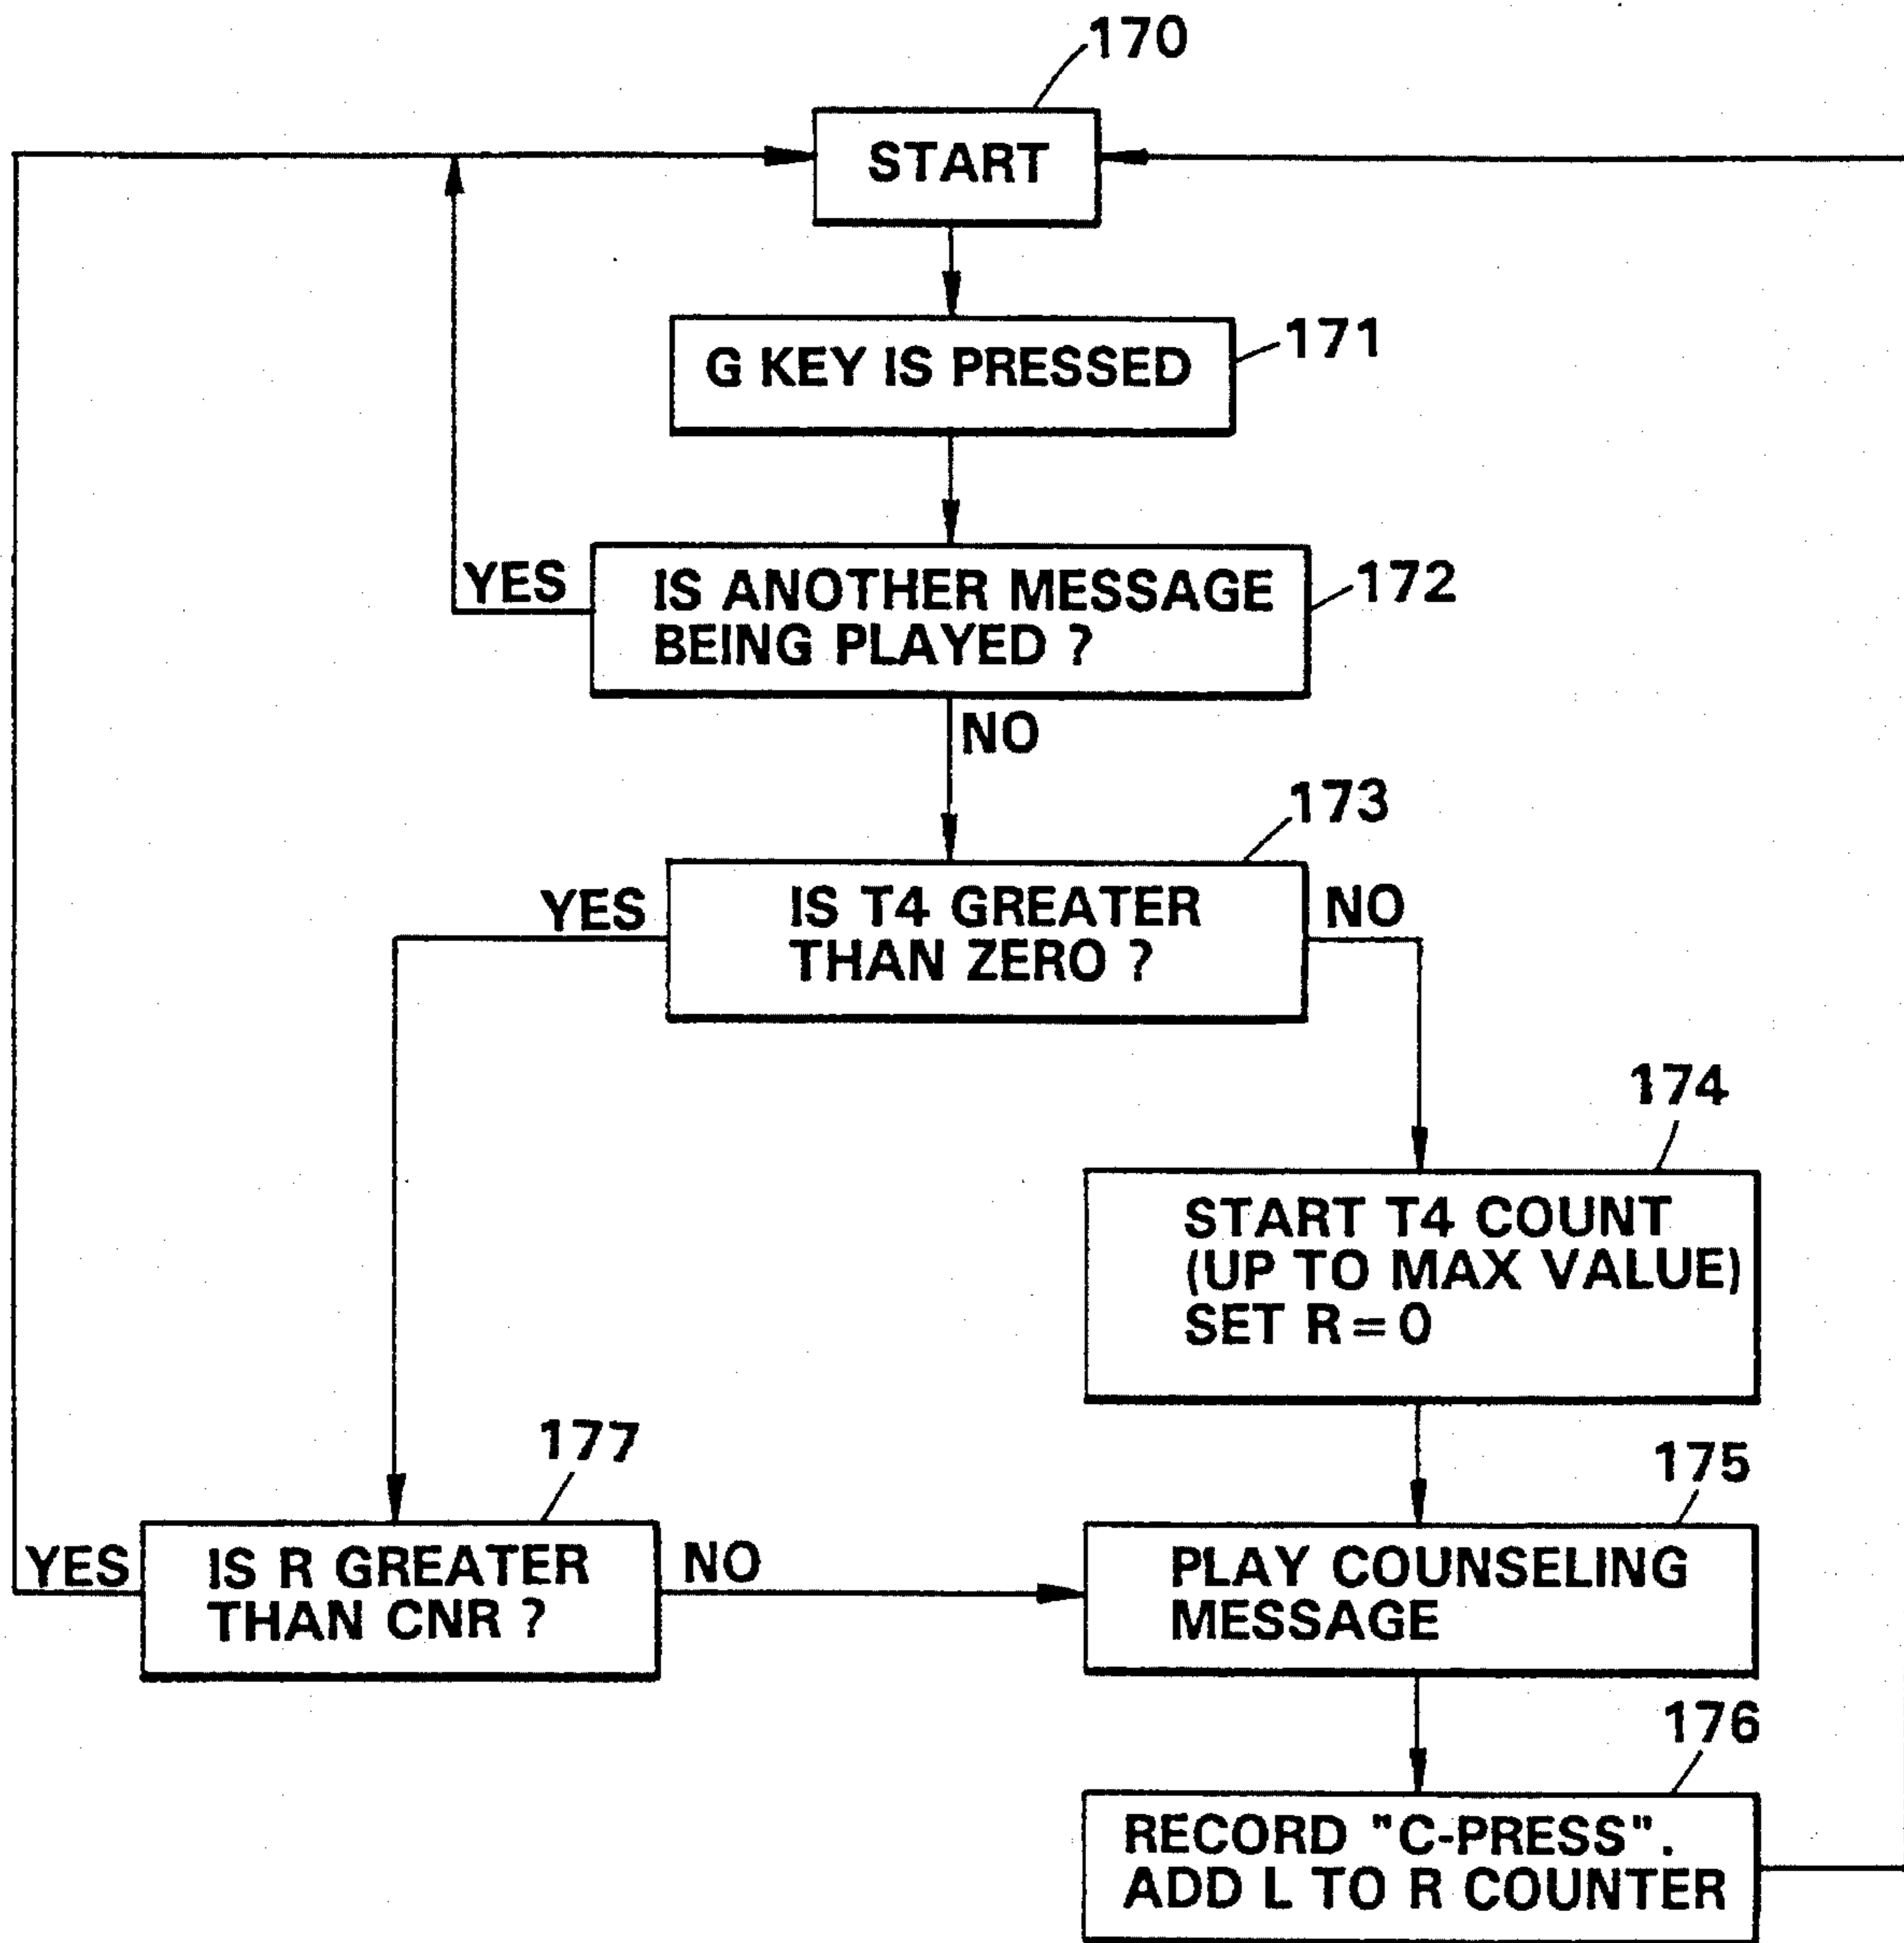 170
START
G KEY IS PRESSED
171
YES
IS ANOTHER MESSAGE
BEING PLAYED ?
172
NO
173
YES
IS T4 GREATER
THAN ZERO ?
NO
174
START T4 COUNT
(UP TO MAX VALUE)
SET R = 0
177
175
YES
IS R GREATER
THAN CNR ?
NO
PLAY COUNSELING
MESSAGE
176
RECORD "C-PRESS".
ADD L TO R COUNTER